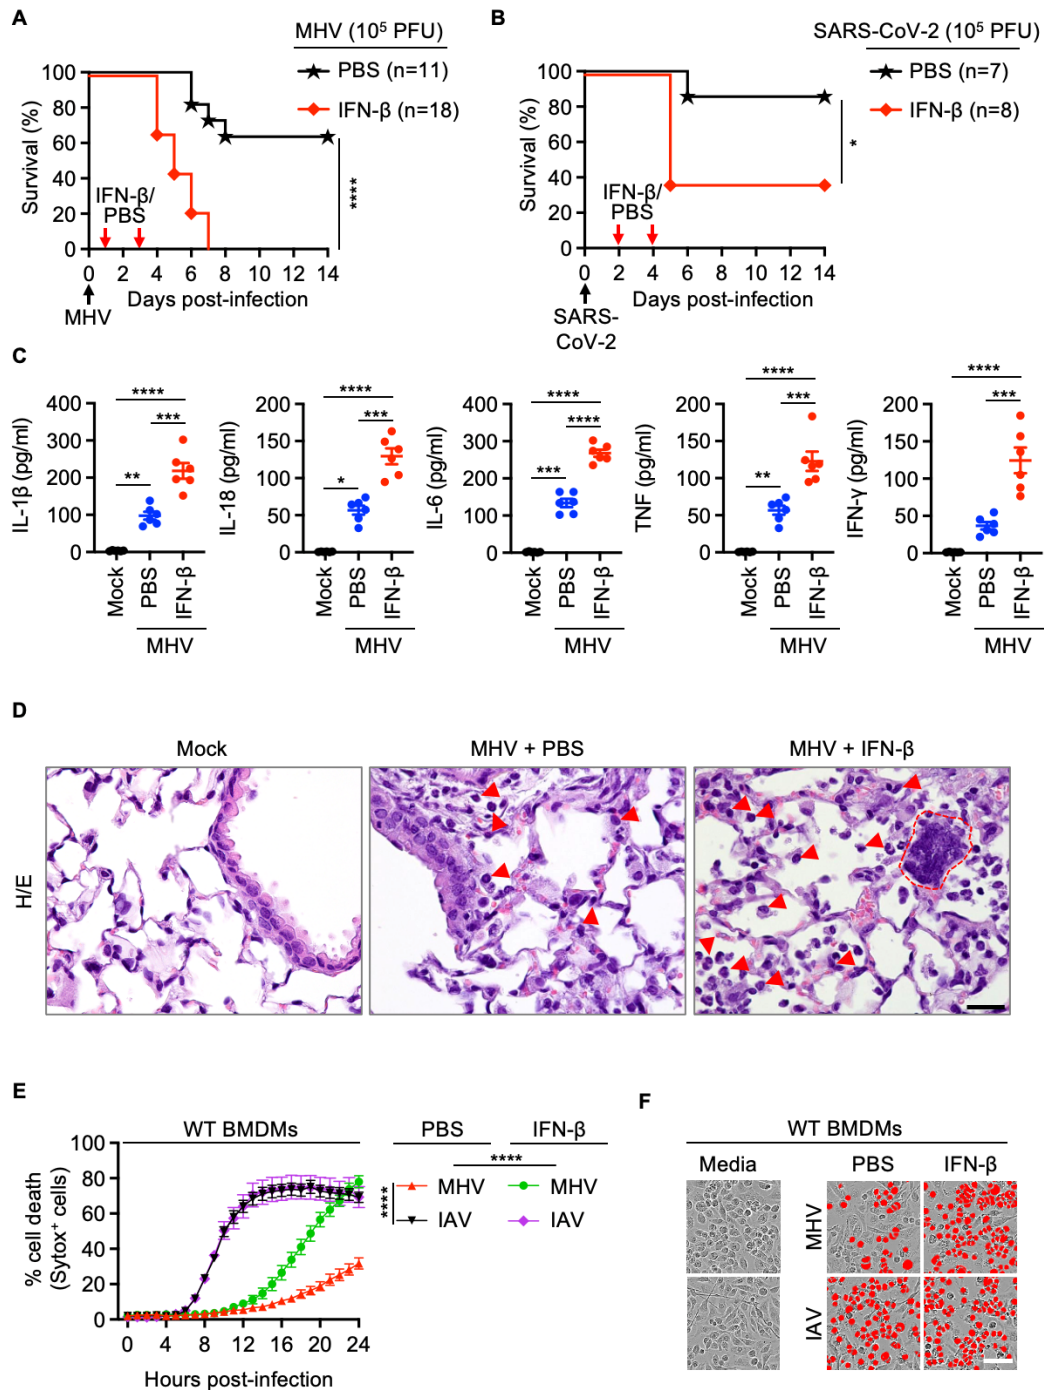 A
MHV (10⁵ PFU)
PBS (n=11)
IFN-β (n=18)
Survival (%)
100
80
60
40
20
0
IFN-β/
PBS
****
0 2 4 6 8 10 12 14
Days post-infection
MHV
B
SARS-CoV-2 (10⁵ PFU)
PBS (n=7)
IFN-β (n=8)
Survival (%)
100
80
60
40
20
0
IFN-β/
PBS
*
0 2 4 6 8 10 12 14
Days post-infection
SARS-
CoV-2
C
IL-1β (pg/ml)
400
300
200
100
0
****
***
**
Mock
PBS
IFN-β
MHV
IL-18 (pg/ml)
200
150
100
50
0
****
***
*
Mock
PBS
IFN-β
MHV
IL-6 (pg/ml)
400
300
200
100
0
****
****
***
Mock
PBS
IFN-β
MHV
TNF (pg/ml)
200
150
100
50
0
****
***
**
Mock
PBS
IFN-β
MHV
IFN-γ (pg/ml)
200
150
100
50
0
****
***
Mock
PBS
IFN-β
MHV
D
Mock
MHV + PBS
MHV + IFN-β
H/E
E
WT BMDMs
% cell death
(Sytox⁺ cells)
100
80
60
40
20
0
0 4 8 12 16 20 24
Hours post-infection
PBS IFN-β
****
****
MHV MHV
IAV IAV
F
WT BMDMs
Media PBS IFN-β
MHV
IAV